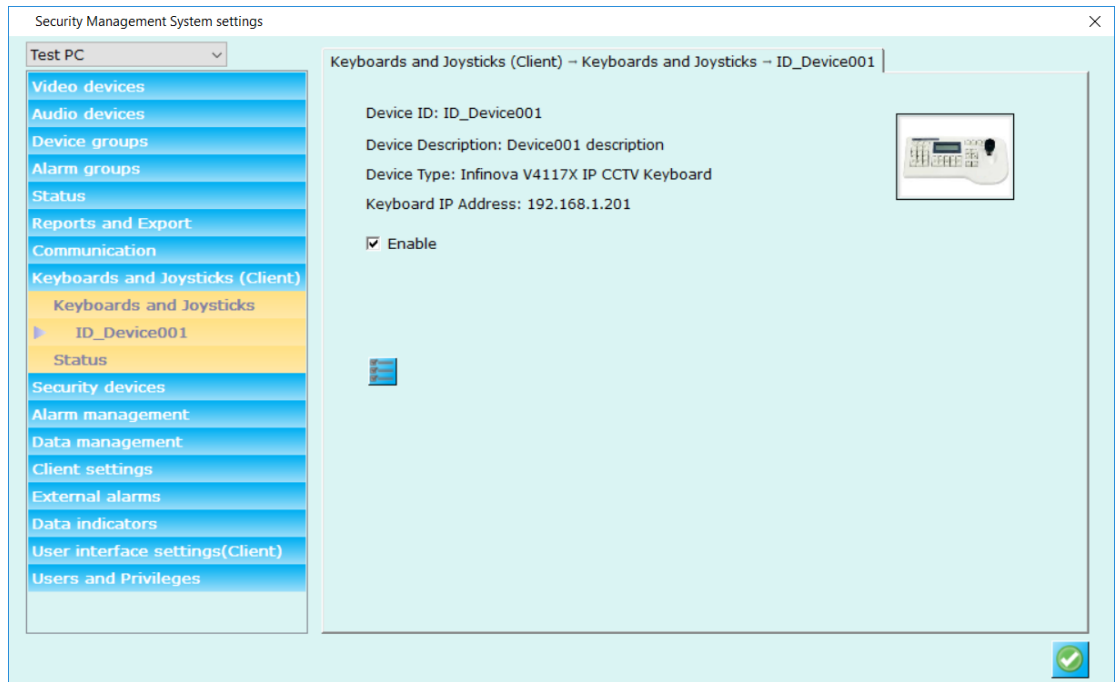 Security Management System settings
Test PC
Video devices
Audio devices
Device groups
Alarm groups
Status
Reports and Export
Communication
Keyboards and Joysticks (Client)
Keyboards and Joysticks
ID_Device001
Status
Security devices
Alarm management
Data management
Client settings
External alarms
Data indicators
User interface settings(Client)
Users and Privileges
Keyboards and Joysticks (Client) → Keyboards and Joysticks → ID_Device001
Device ID: ID_Device001
Device Description: Device001 description
Device Type: Infinova V4117X IP CCTV Keyboard
Keyboard IP Address: 192.168.1.201
Enable